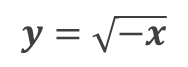 y = √−x